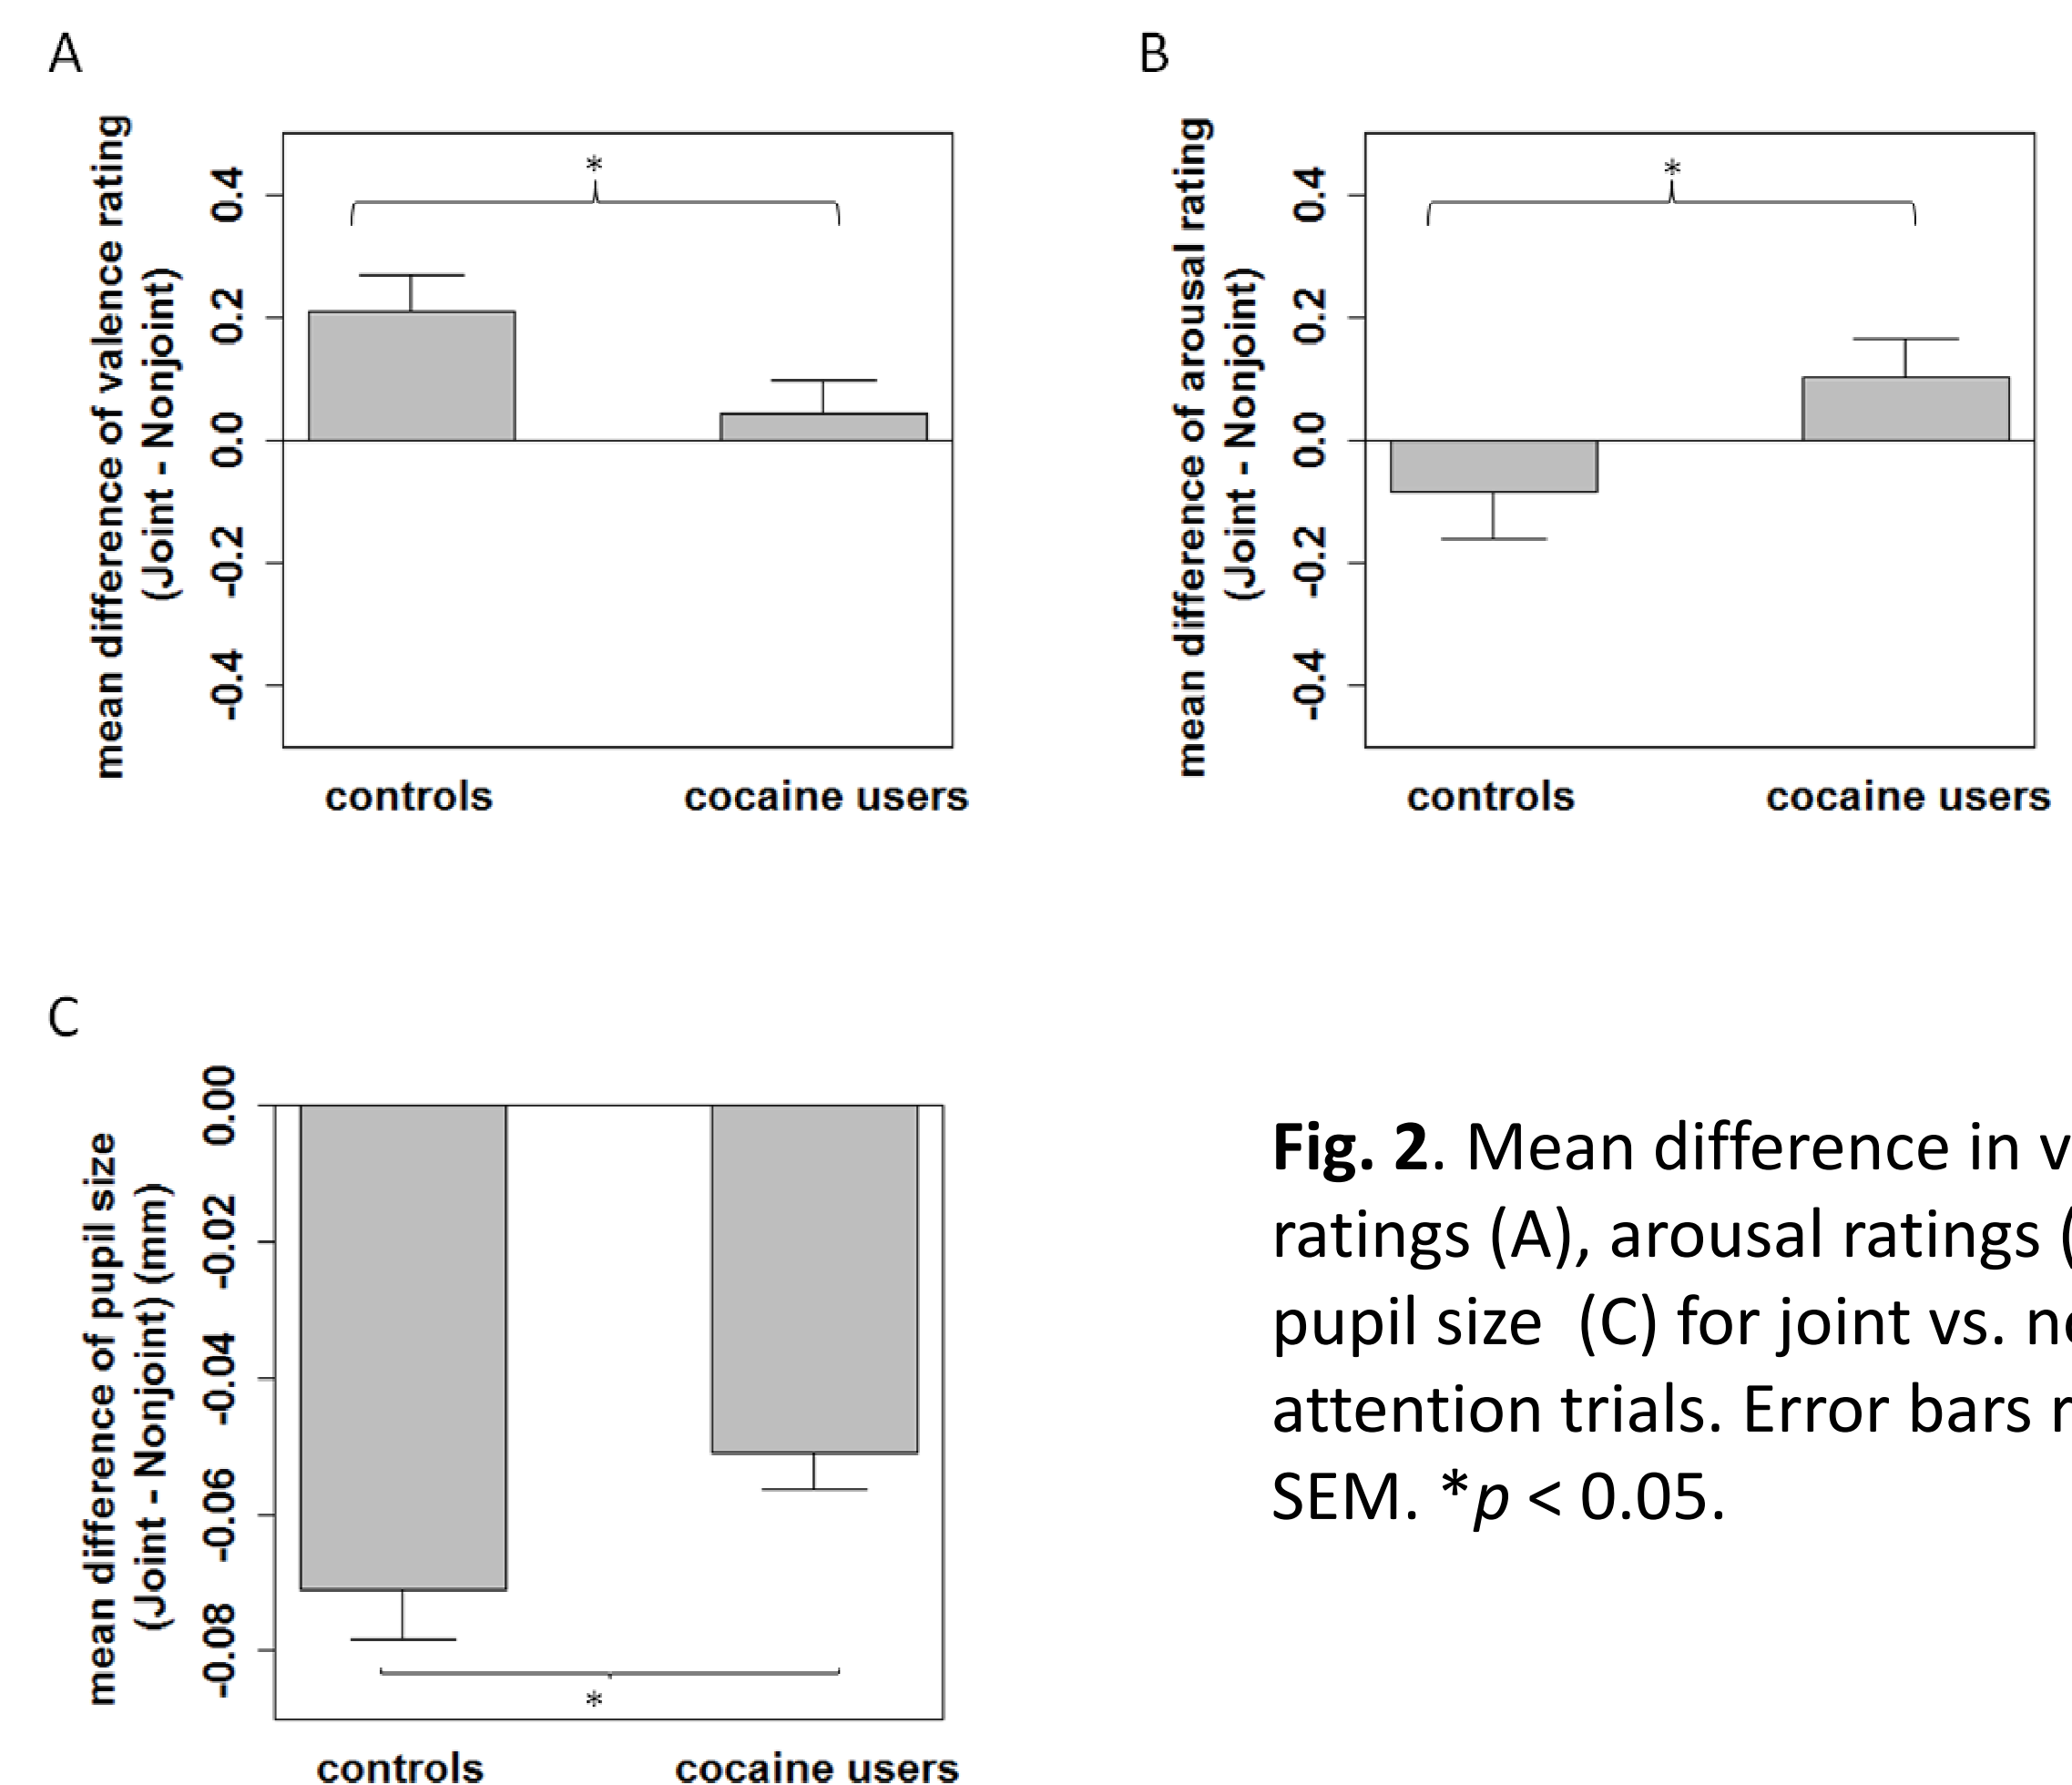 A
mean difference of valence rating
(Joint - Nonjoint)
0.4
0.2
0.0
-0.2
-0.4
*
controls
cocaine users
B
mean difference of arousal rating
(Joint - Nonjoint)
0.4
0.2
0.0
-0.2
-0.4
*
controls
cocaine users
C
mean difference of pupil size
(Joint - Nonjoint) (mm)
0.00
-0.02
-0.04
-0.06
-0.08
*
controls
cocaine users
Fig. 2. Mean difference in
ratings (A), arousal ratings (
pupil size (C) for joint vs.
attention trials. Error bars
SEM. *p < 0.05.